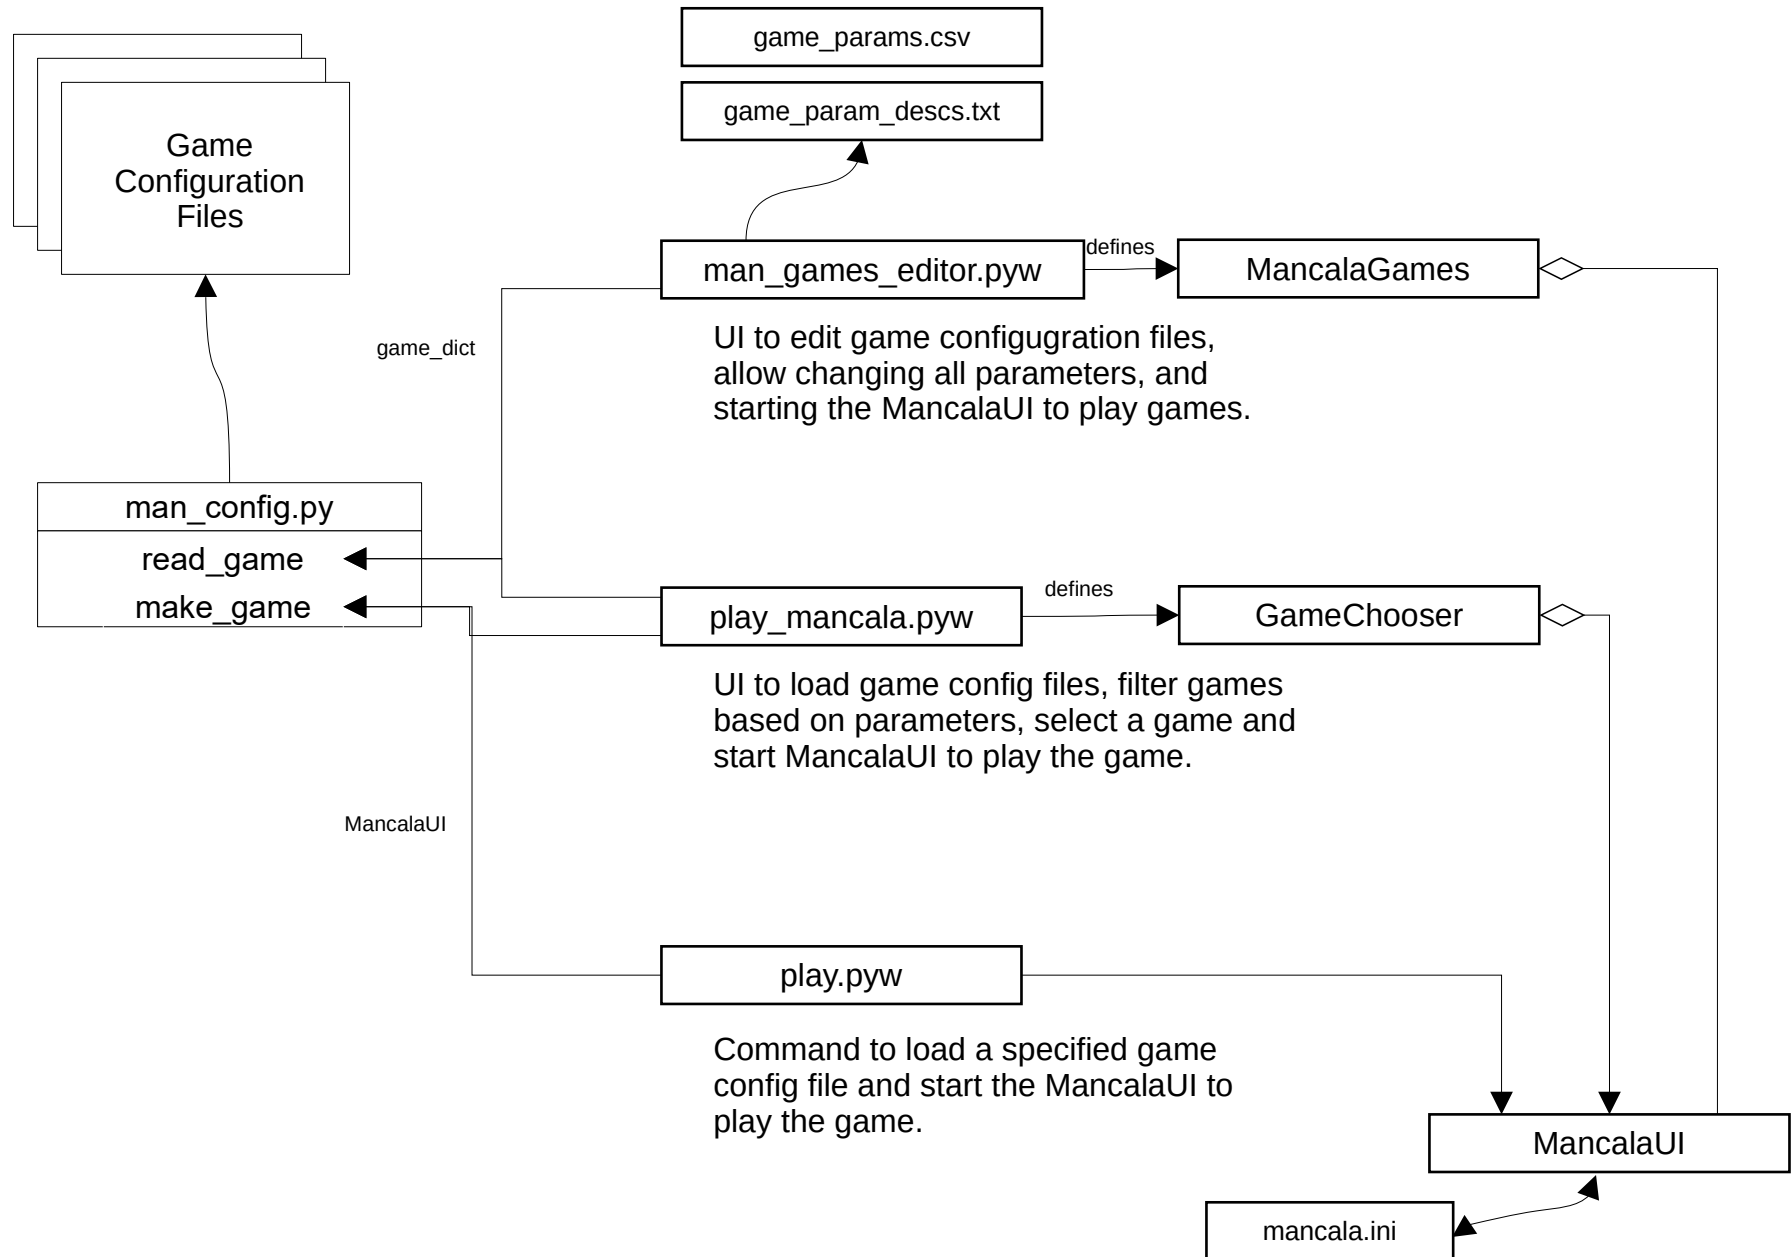 game_params.csv
game_param_descs.txt
Game
Configuration
Files
man_games_editor.pyw
defines
MancalaGames
UI to edit game configugration files,
allow changing all parameters, and
starting the MancalaUI to play games.
game_dict
man_config.py
read_game
make_game
play_mancala.pyw
defines
GameChooser
UI to load game config files, filter games
based on parameters, select a game and
start MancalaUI to play the game.
MancalaUI
play.pyw
Command to load a specified game
config file and start the MancalaUI to
play the game.
MancalaUI
mancala.ini